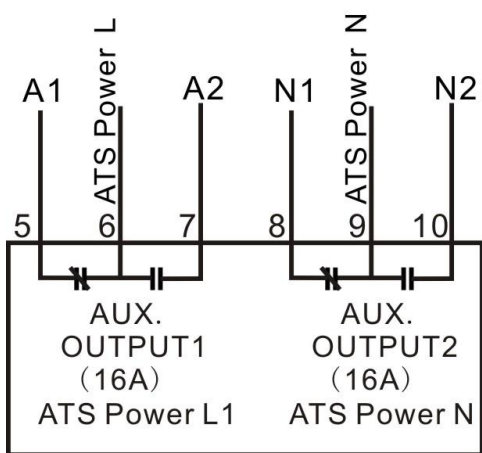 A1
ATS Power L
A2
N1
ATS Power N
N2
5
6
7
8
9
10
AUX.
OUTPUT1
(16A)
ATS Power L1
AUX.
OUTPUT2
(16A)
ATS Power N